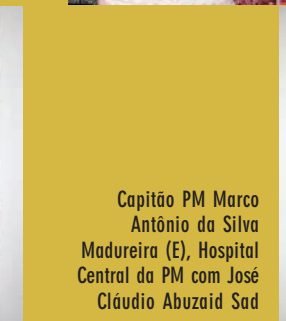 Capitão PM Marco
Antônio da Silva
Madureira (E), Hospital
Central da PM com José
Cláudio Abuzaid Sad